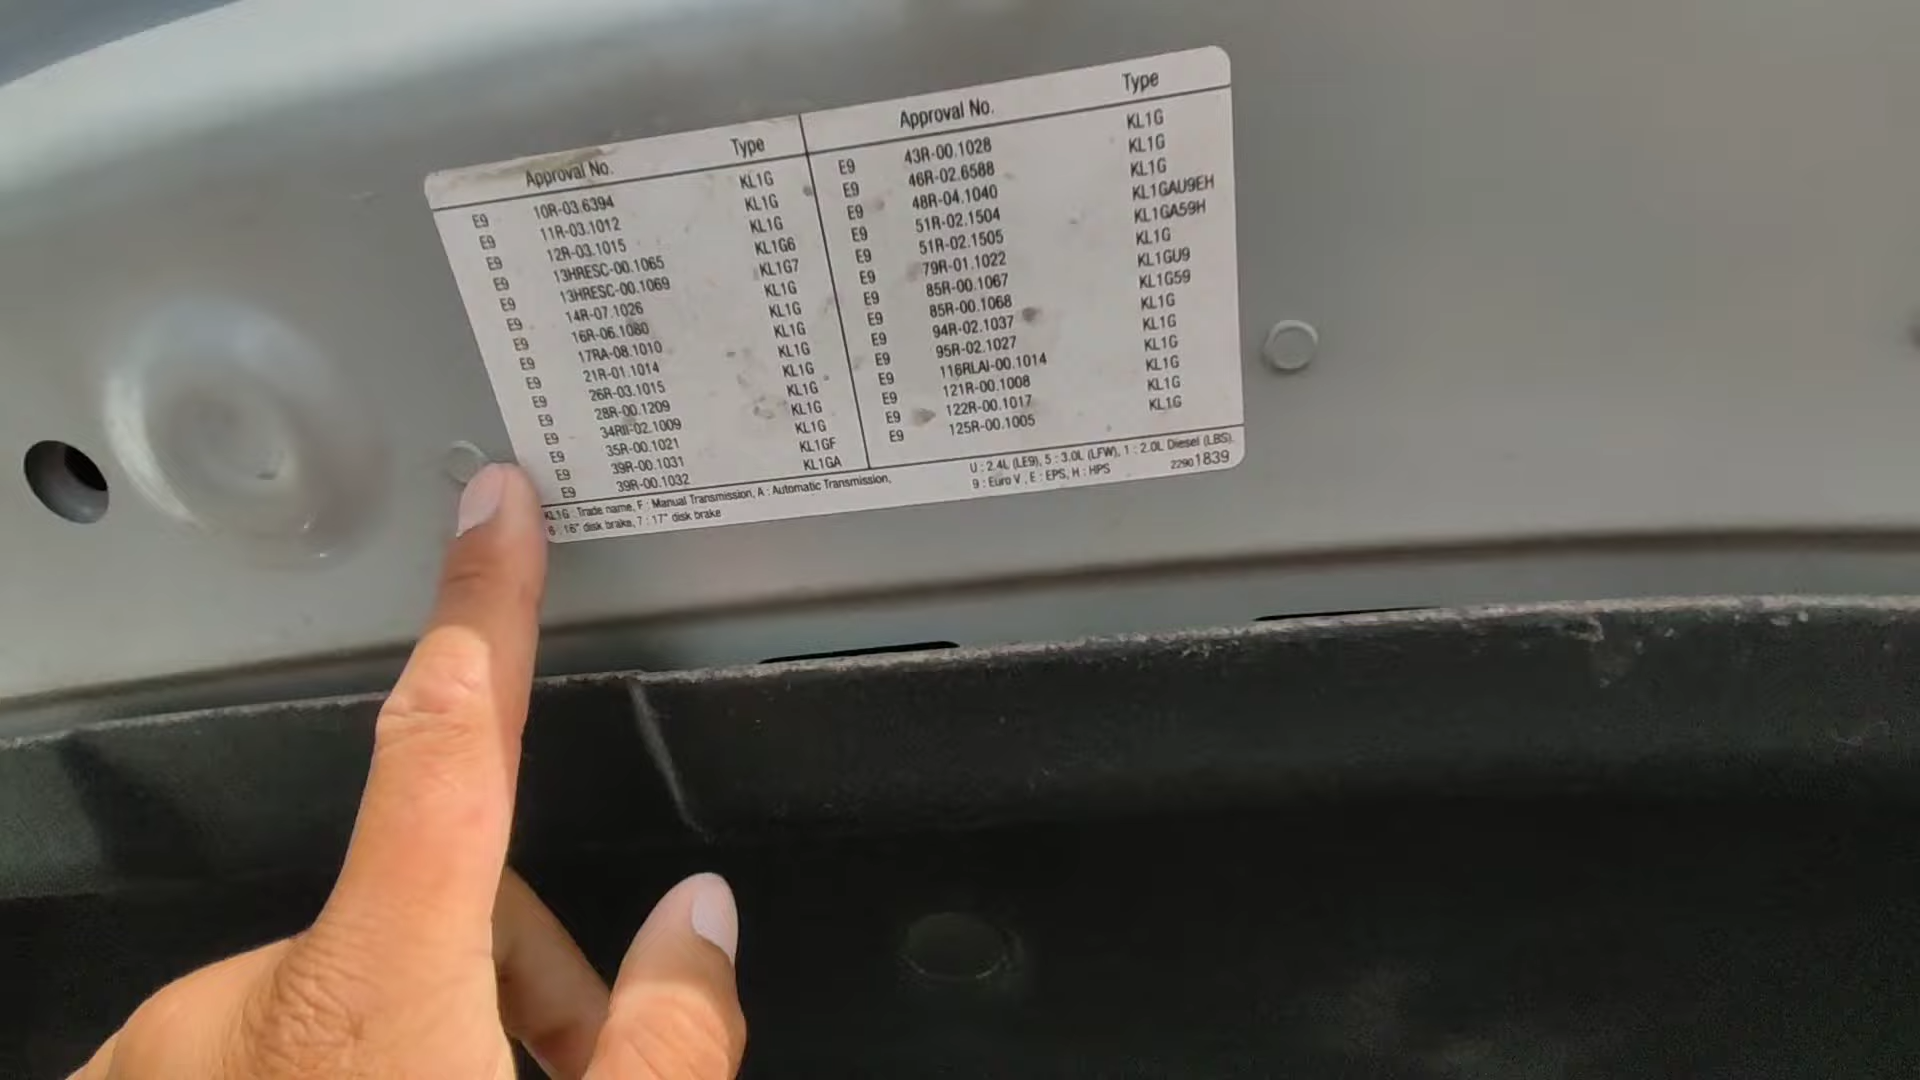 Approval No. Type
E9 10R-03.6394 KL1G
E9 11R-03.1012 KL1G
E9 12R-03.1015 KL1G
E9 13HRESC-00.1065 KL1G6
E9 13HRESC-00.1069 KL1G7
E9 14R-07.1026 KL1G
E9 16R-06.1080 KL1G
E9 17RA-08.1010 KL1G
E9 21R-01.1014 KL1G
E9 26R-03.1015 KL1G
E9 28R-00.1209 KL1G
E9 34RII-02.1009 KL1G
E9 35R-00.1021 KL1G
E9 39R-00.1031 KL1GF
E9 39R-00.1032 KL1GA
Approval No. Type
E9 43R-00.1028 KL1G
E9 46R-02.6588 KL1G
E9 48R-04.1040 KL1G
E9 51R-02.1504 KL1GAU9EH
E9 51R-02.1505 KL1GA59H
E9 79R-01.1022 KL1G
E9 85R-00.1067 KL1GU9
E9 85R-00.1068 KL1G59
E9 94R-02.1037 KL1G
E9 95R-02.1027 KL1G
E9 116RLAI-00.1014 KL1G
E9 121R-00.1008 KL1G
E9 122R-00.1017 KL1G
E9 125R-00.1005 KL1G
KL1G : Trade name, F : Manual Transmission, A : Automatic Transmission,
6 : 16" disk brake, 7 : 17" disk brake
U : 2.4L (LE9), 5 : 3.0L (LFW), 1 : 2.0L Diesel (LBS),
9 : Euro V , E : EPS, H : HPS
22901839